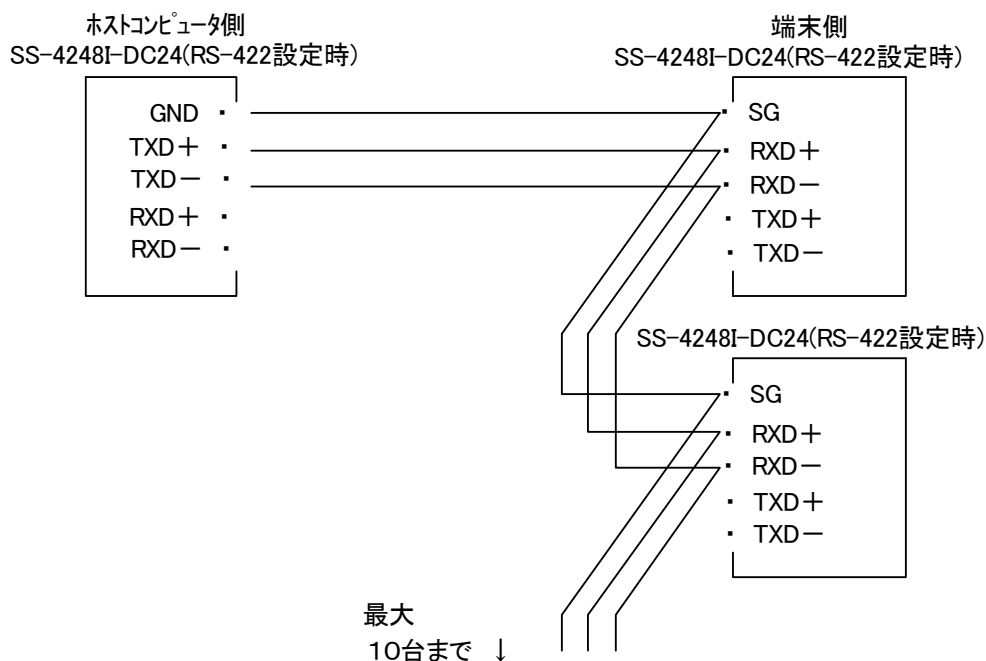 ﾎｽﾄｺﾝﾋﾟｭｰﾀ側
SS-4248I-DC24(RS-422設定時)
GND
TXD＋
TXD－
RXD＋
RXD－
端末側
SS-4248I-DC24(RS-422設定時)
SG
RXD＋
RXD－
TXD＋
TXD－
SS-4248I-DC24(RS-422設定時)
SG
RXD＋
RXD－
TXD＋
TXD－
最大
10台まで ↓